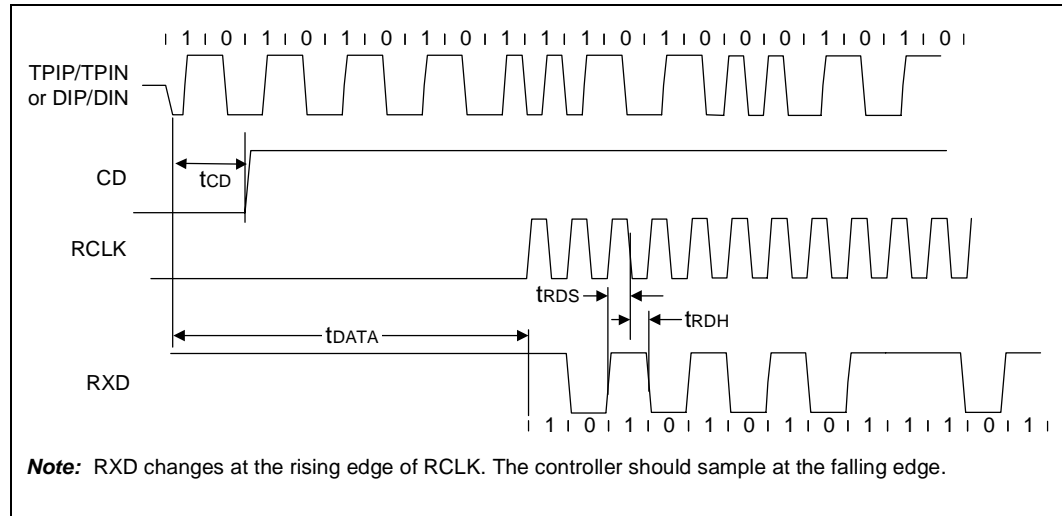 1 0 1 0 1 0 1 0 1 1 1 0 1 0 0 0 1 0 1 0
TPIP/TPIN
or DIP/DIN
CD
tCD
RCLK
tRDS
tRDH
tDATA
RXD
1 0 1 0 1 0 1 0 1 1 1 0 1
Note: RXD changes at the rising edge of RCLK. The controller should sample at the falling edge.